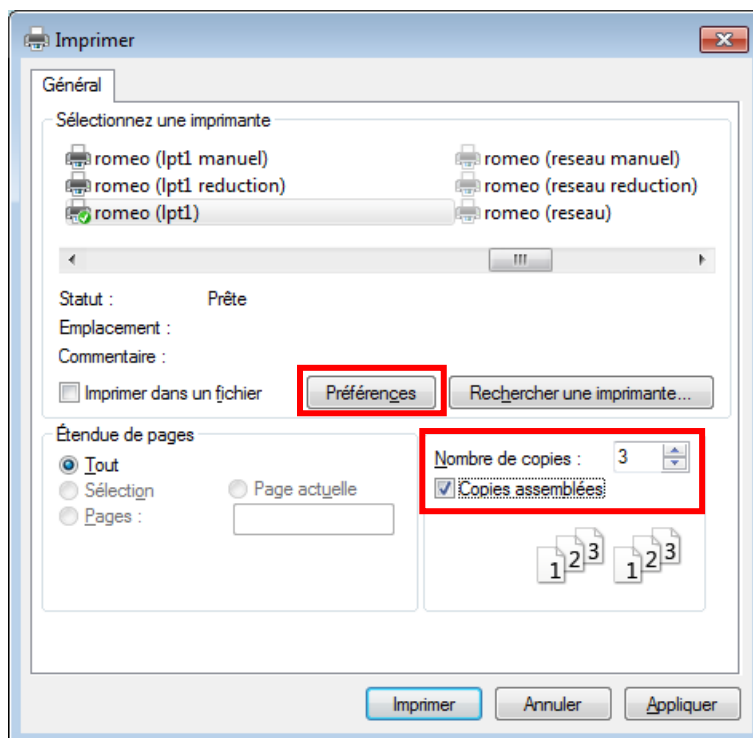 Imprimer
Général
Sélectionnez une imprimante
romeo (lpt1 manuel)
romeo (reseau manuel)
romeo (lpt1 reduction)
romeo (reseau reduction)
romeo (lpt1)
romeo (reseau)
Statut : Prête
Emplacement :
Commentaire :
Imprimer dans un fichier
Préférences
Rechercher une imprimante...
Étendue de pages
Tout
Sélection
Page actuelle
Pages :
Nombre de copies : 3
Copies assemblées
1 2 3 1 2 3
Imprimer
Annuler
Appliquer